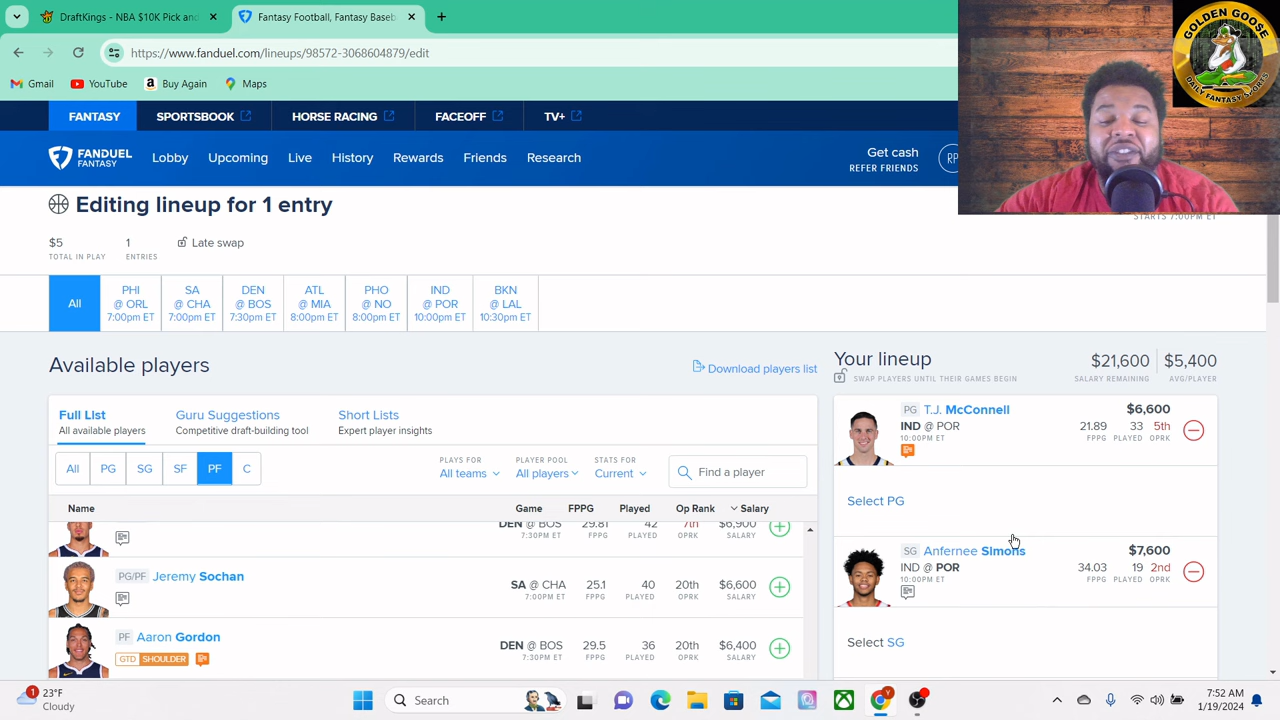 DraftKings - NBA $10K Pick and
Fantasy Football, Fantasy Baseb
https://www.fanduel.com/lineups/98572-3068604879/edit
Gmail
YouTube
Buy Again
Maps
GOLDEN GOOSE
DAILY FANTASY SPORTS
FANTASY
SPORTSBOOK
HORSE RACING
FACEOFF
TV+
FANDUEL
FANTASY
Lobby
Upcoming
Live
History
Rewards
Friends
Research
Get cash
REFER FRIENDS
RP
Editing lineup for 1 entry
STARTS 7:00PM ET
$5
TOTAL IN PLAY
1
ENTRIES
Late swap
All
PHI
@ ORL
7:00pm ET
SA
@ CHA
7:00pm ET
DEN
@ BOS
7:30pm ET
ATL
@ MIA
8:00pm ET
PHO
@ NO
8:00pm ET
IND
@ POR
10:00pm ET
BKN
@ LAL
10:30pm ET
Available players
Download players list
Full List
All available players
Guru Suggestions
Competitive draft-building tool
Short Lists
Expert player insights
All
PG
SG
SF
PF
C
PLAYS FOR
All teams
PLAYER POOL
All players
STATS FOR
Current
Find a player
Name
Game
FPPG
Played
Op Rank
Salary
DEN @ BOS
7:30PM ET
29.81
FPPG
42
PLAYED
7th
OPRK
$6,900
SALARY
PG/PF
Jeremy Sochan
SA @ CHA
7:00PM ET
25.1
FPPG
40
PLAYED
20th
OPRK
$6,600
SALARY
PF
Aaron Gordon
GTD SHOULDER
DEN @ BOS
7:30PM ET
29.5
FPPG
36
PLAYED
20th
OPRK
$6,400
SALARY
Your lineup
SWAP PLAYERS UNTIL THEIR GAMES BEGIN
$21,600
SALARY REMAINING
$5,400
AVG/PLAYER
PG
T.J. McConnell
$6,600
IND @ POR
10:00PM ET
21.89
FPPG
33
PLAYED
5th
OPRK
Select PG
SG
Anfernee Simons
$7,600
IND @ POR
10:00PM ET
34.03
FPPG
19
PLAYED
2nd
OPRK
Select SG
1
23°F
Cloudy
Search
Y
7:52 AM
1/19/2024